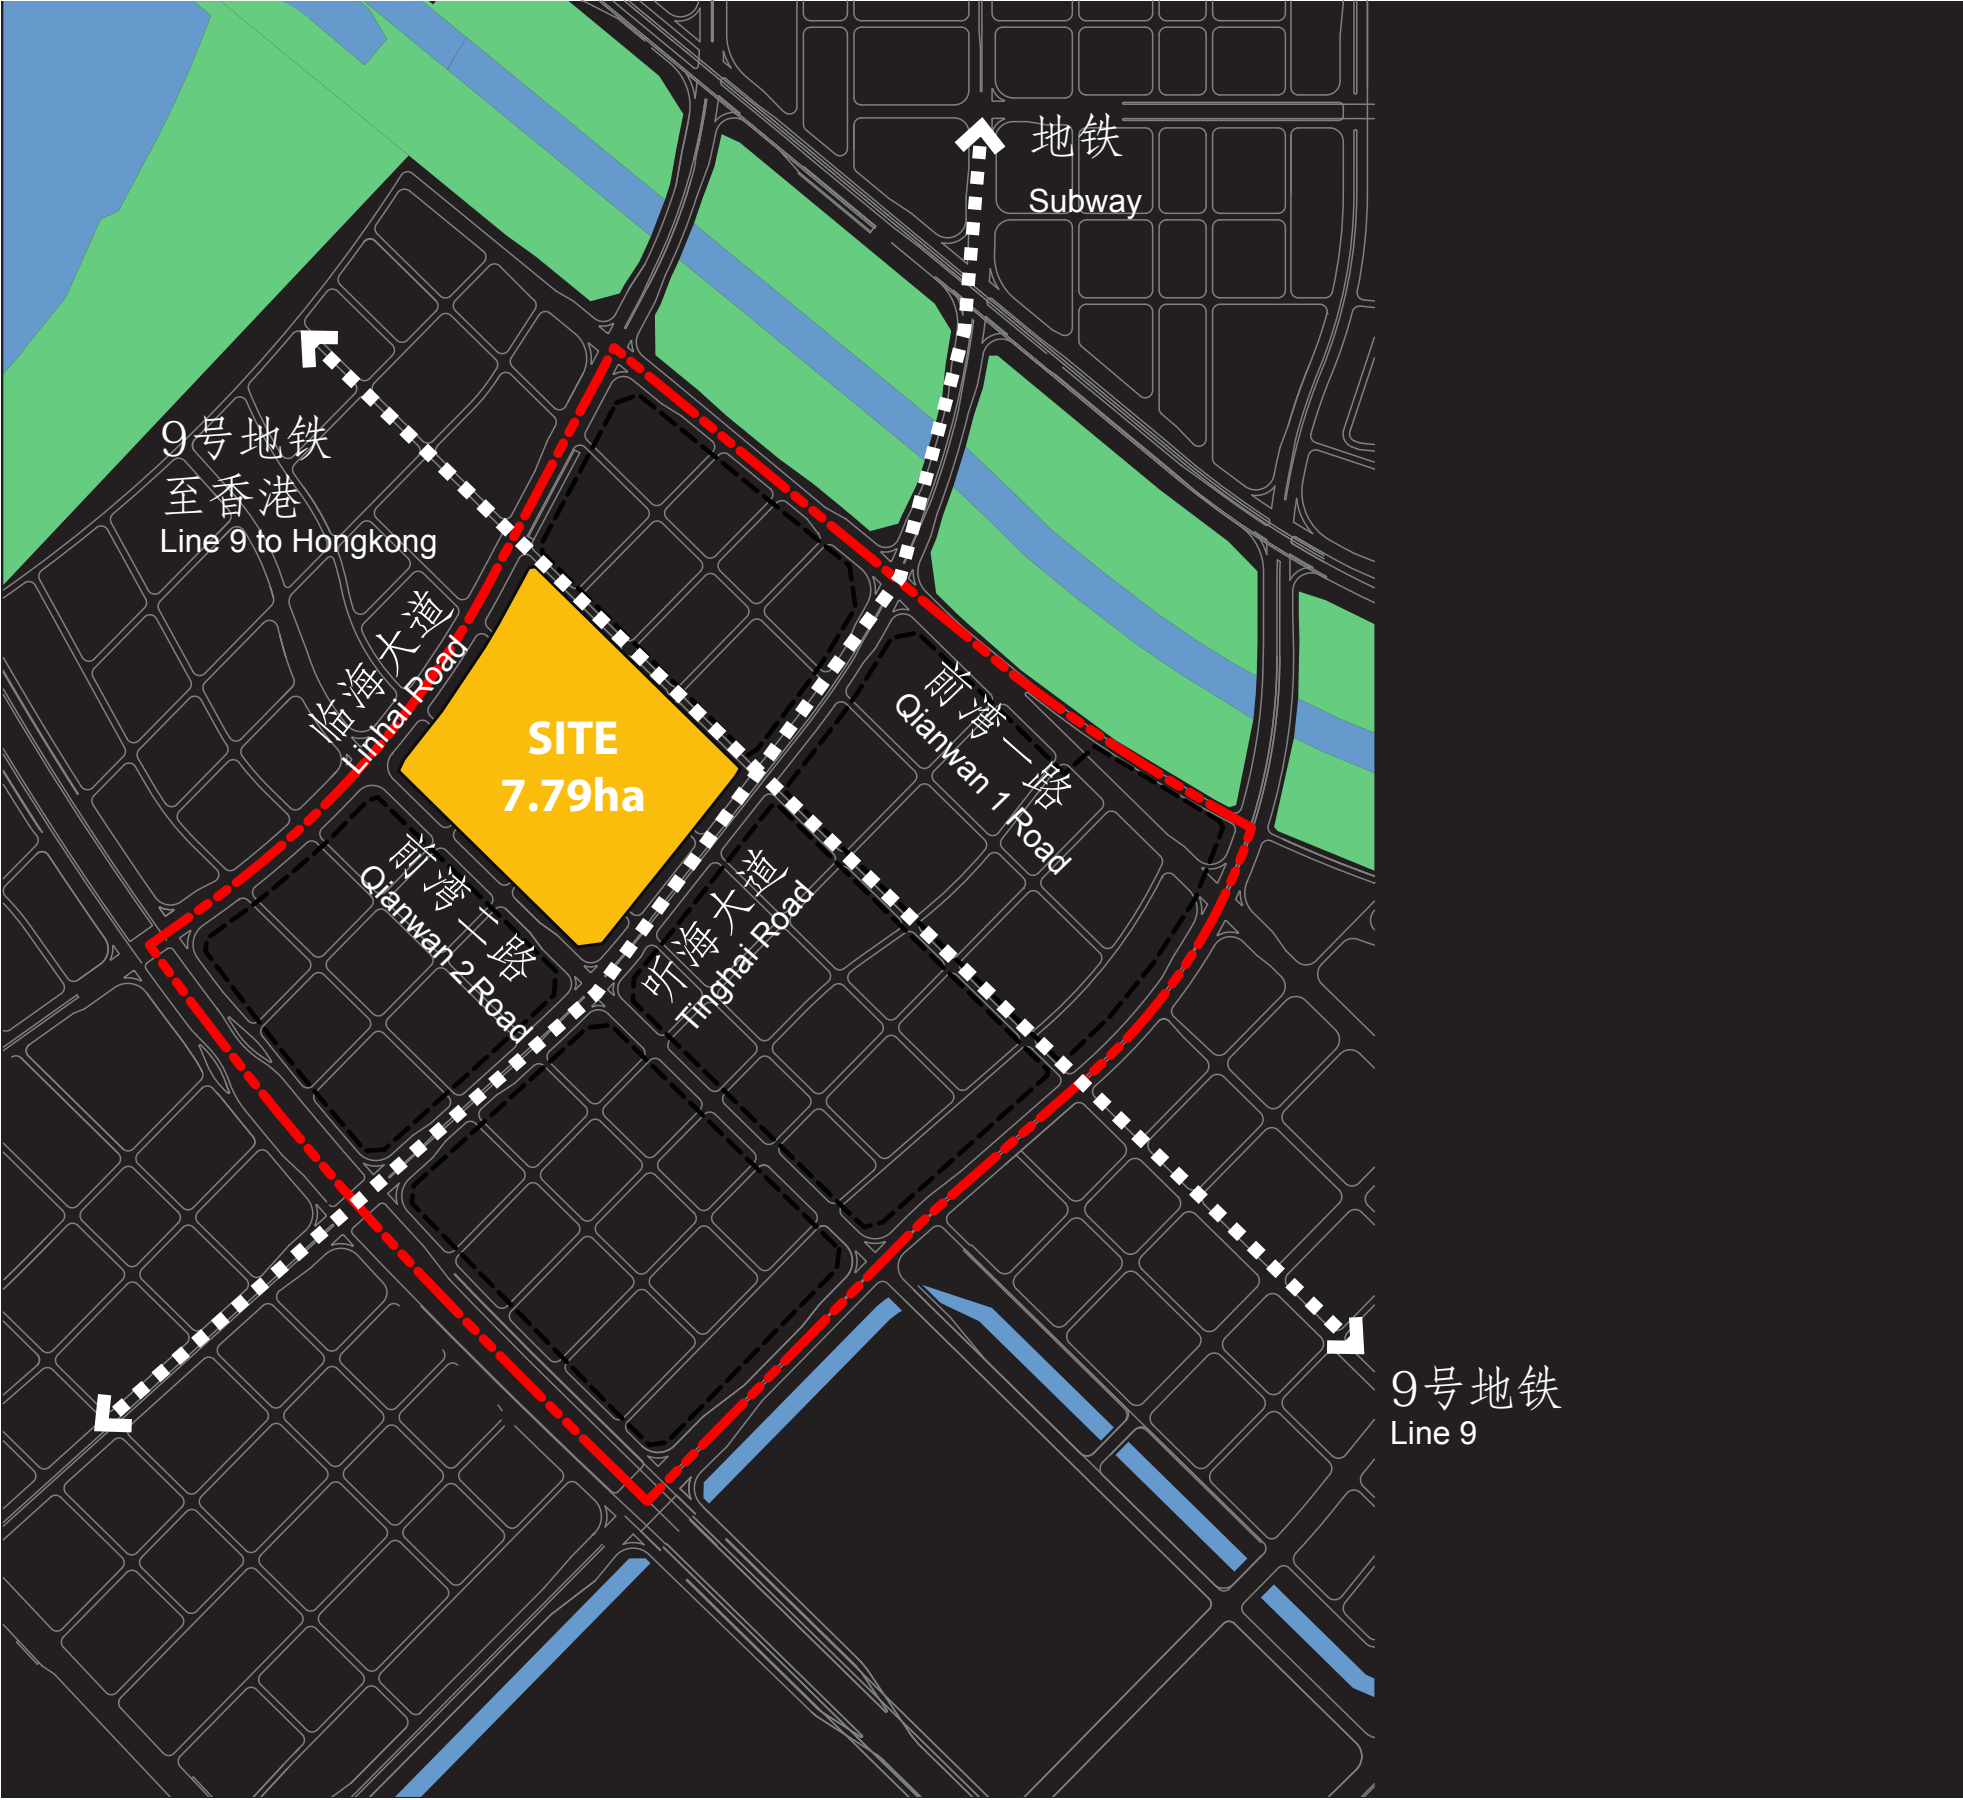 地铁
Subway
9号地铁
至香港
Line 9 to Hongkong
临海大道
Linhai Road
SITE
7.79ha
前湾一路
Qianwan 1 Road
前湾二路
Qianwan 2 Road
听海大道
Tinghai Road
9号地铁
Line 9